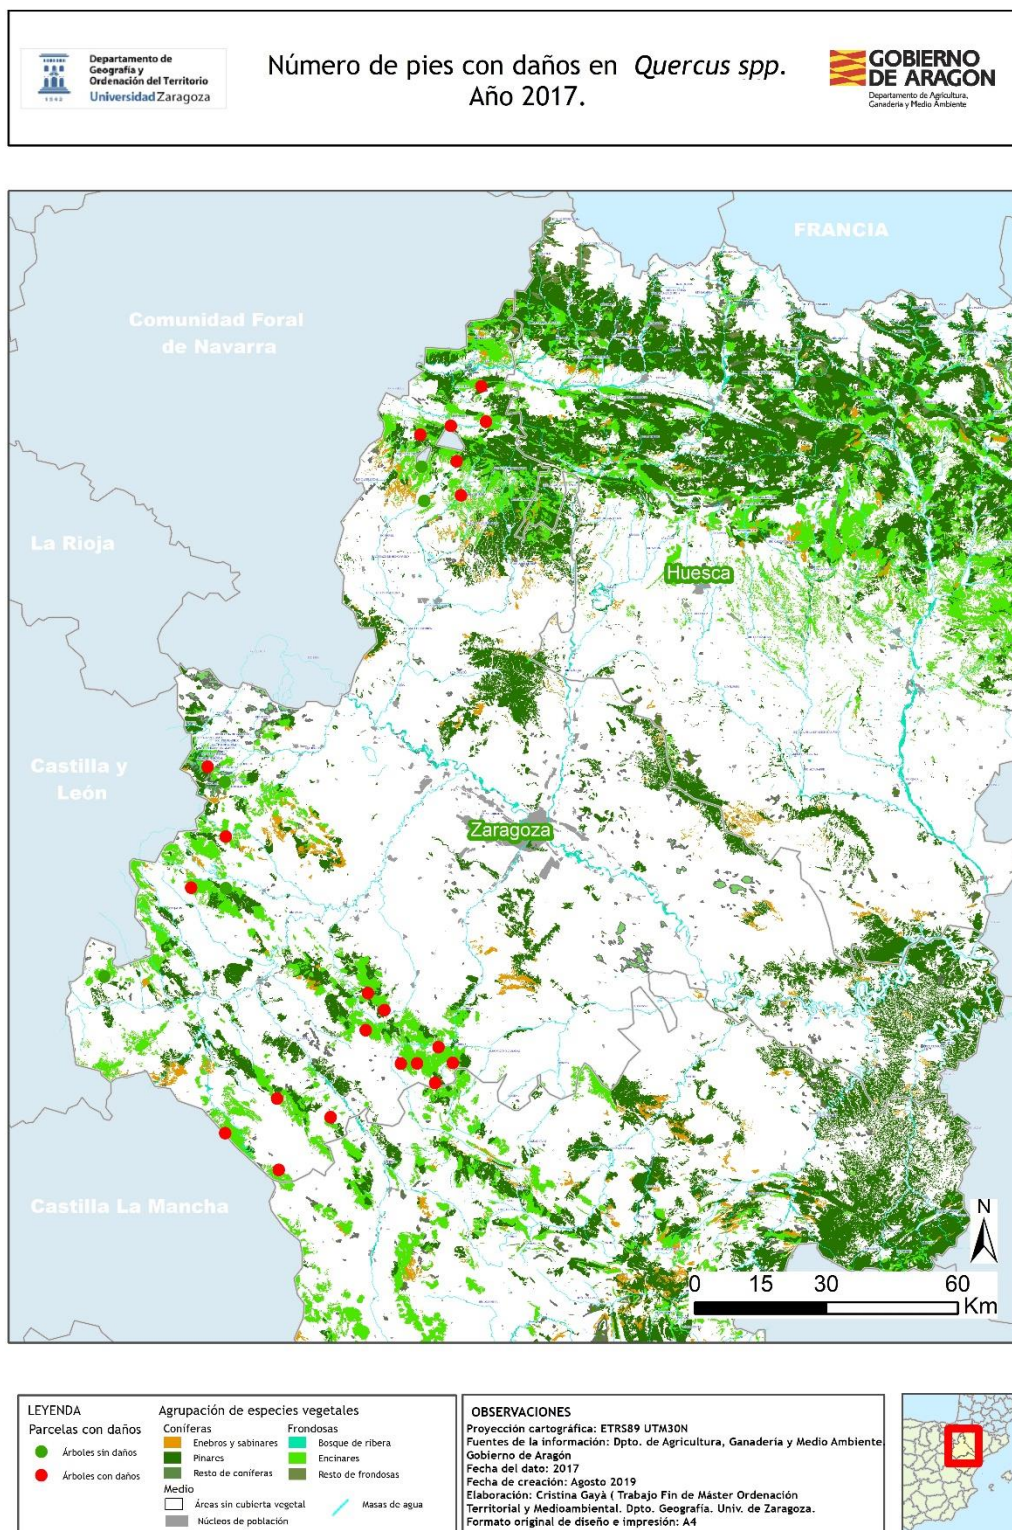 Departamento de
Geografía y
Ordenación del Territorio
Universidad Zaragoza
1542
Número de pies con daños en Quercus spp.
Año 2017.
GOBIERNO
DE ARAGON
Departamento de Agricultura,
Ganadería y Medio Ambiente
FRANCIA
Comunidad Foral
de Navarra
La Rioja
Huesca
Castilla y
León
Zaragoza
Castilla La Mancha
N
0 15 30 60
Km
LEYENDA
Parcelas con daños
Árboles sin daños
Árboles con daños
Agrupación de especies vegetales
Coníferas
Enebros y sabinares
Pinares
Resto de coníferas
Frondosas
Bosque de ribera
Encinares
Resto de frondosas
Medio
Áreas sin cubierta vegetal
Masas de agua
Núcleos de población
OBSERVACIONES
Proyección cartográfica: ETRS89 UTM30N
Fuentes de la información: Dpto. de Agricultura, Ganadería y Medio Ambiente.
Gobierno de Aragón
Fecha del dato: 2017
Fecha de creación: Agosto 2019
Elaboración: Cristina Gayà ( Trabajo Fin de Máster Ordenación
Territorial y Medioambiental. Dpto. Geografía. Univ. de Zaragoza.
Formato original de diseño e impresión: A4